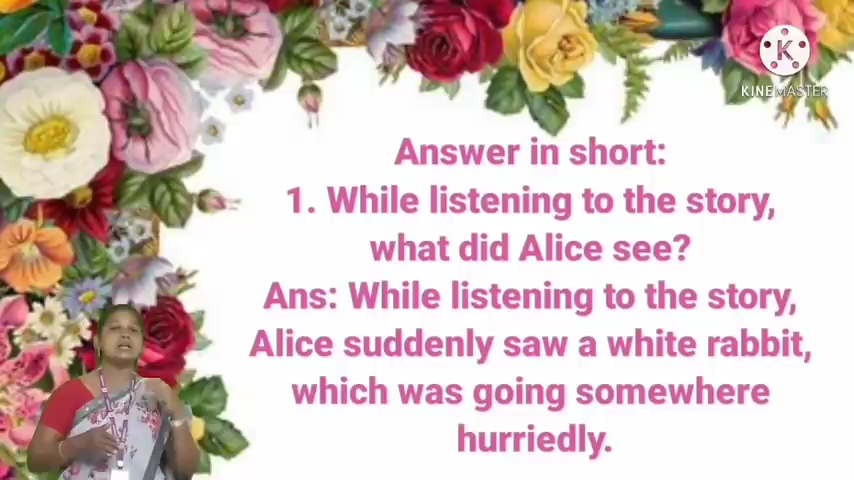 KINEMASTER
Answer in short:
1. While listening to the story,
what did Alice see?
Ans: While listening to the story,
Alice suddenly saw a white rabbit,
which was going somewhere
hurriedly.